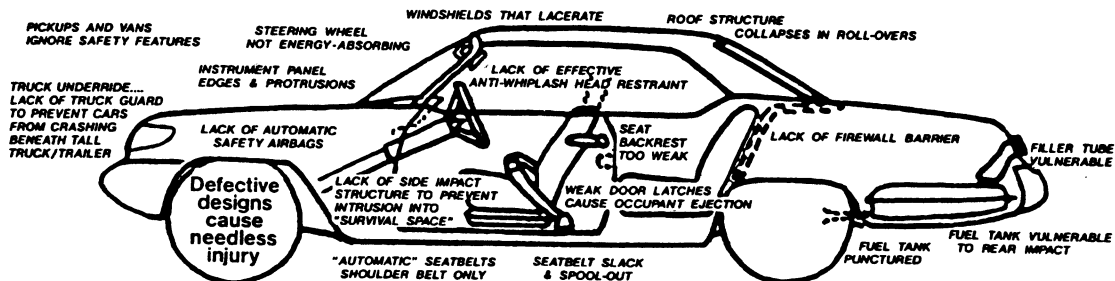 PICKUPS AND VANS
IGNORE SAFETY FEATURES
STEERING WHEEL
NOT ENERGY-ABSORBING
WINDSHIELDS THAT LACERATE
ROOF STRUCTURE
COLLAPSES IN ROLL-OVERS
INSTRUMENT PANEL
EDGES & PROTRUSIONS
LACK OF EFFECTIVE
ANTI-WHIPLASH HEAD RESTRAINT
TRUCK UNDERRIDE....
LACK OF TRUCK GUARD
TO PREVENT CARS
FROM CRASHING
BENEATH TALL
TRUCK/TRAILER
LACK OF AUTOMATIC
SAFETY AIRBAGS
SEAT
BACKREST
TOO WEAK
LACK OF FIREWALL BARRIER
FILLER TUBE
VULNERABLE
Defective
designs
cause
needless
injury
LACK OF SIDE IMPACT
STRUCTURE TO PREVENT
INTRUSION INTO
"SURVIVAL SPACE"
WEAK DOOR LATCHES
CAUSE OCCUPANT EJECTION
"AUTOMATIC" SEATBELTS
SHOULDER BELT ONLY
SEATBELT SLACK
& SPOOL-OUT
FUEL TANK
PUNCTURED
FUEL TANK VULNERABLE
TO REAR IMPACT